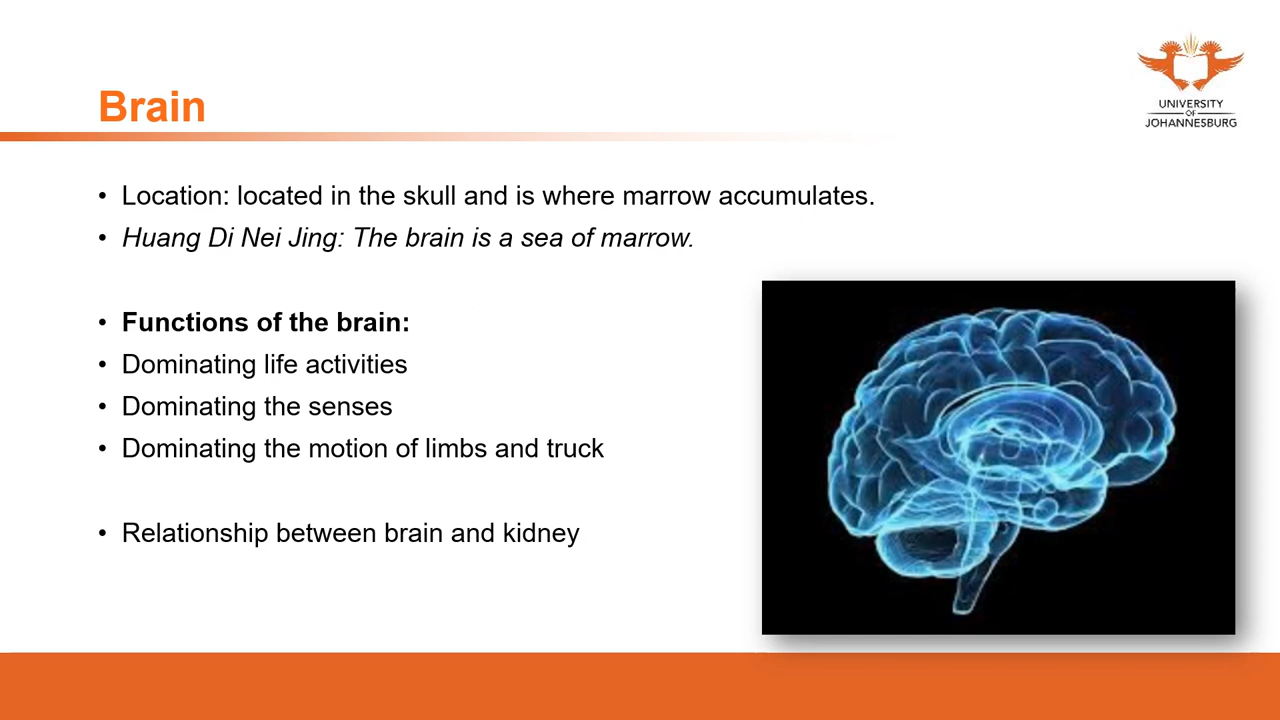 UNIVERSITY
OF
JOHANNESBURG
Brain
• Location: located in the skull and is where marrow accumulates.
• Huang Di Nei Jing: The brain is a sea of marrow.
• Functions of the brain:
• Dominating life activities
• Dominating the senses
• Dominating the motion of limbs and truck
• Relationship between brain and kidney